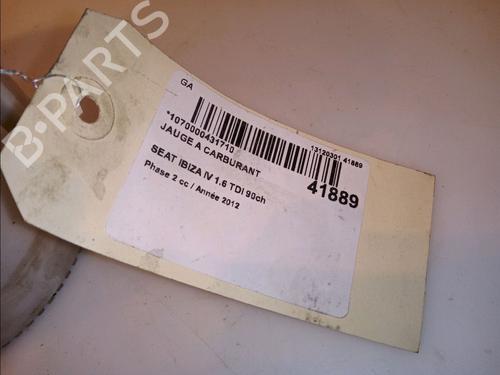 B-PARTS
GA
*1070000431710
13120301 41889
JAUGE A CARBURANT
41889
SEAT IBIZA IV 1.6 TDI 90ch
Phase 2 cc / Année 2012